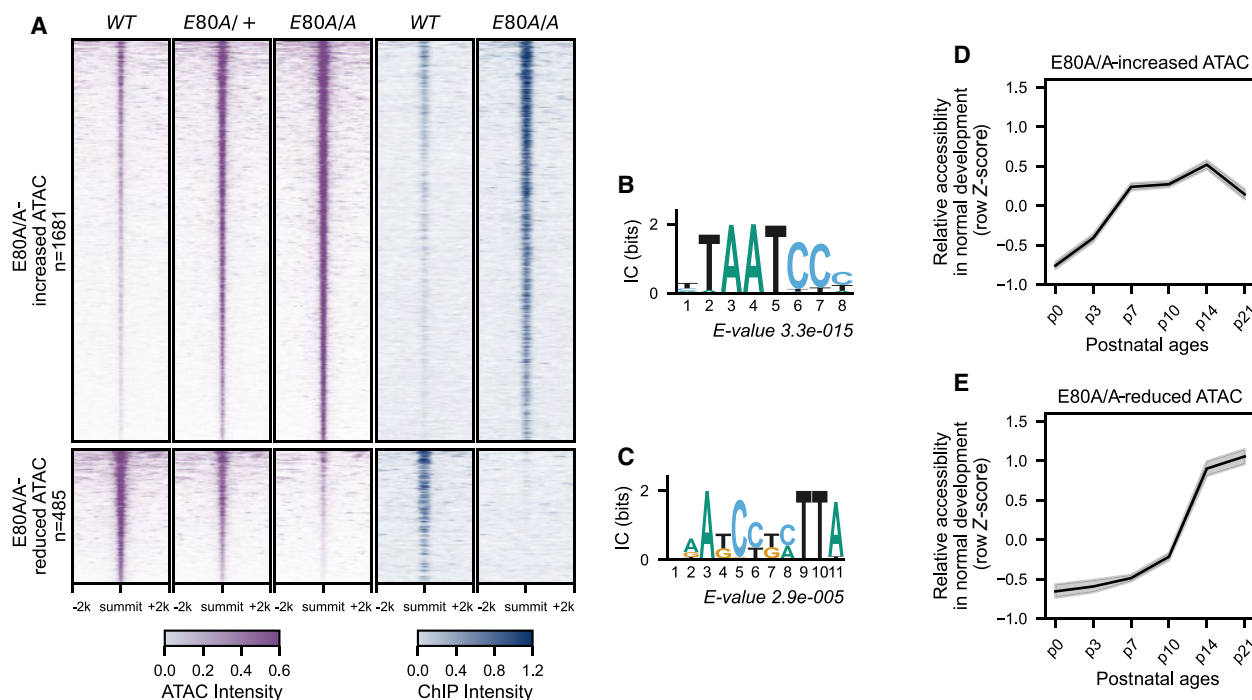 A
WT
E80A/+
E80A/A
WT
E80A/A
E80A/A-
increased ATAC
n=1681
E80A/A-
reduced ATAC
n=485
-2k summit +2k -2k summit +2k -2k summit +2k -2k summit +2k -2k summit +2k
0.0 0.2 0.4 0.6
ATAC Intensity
0.0 0.4 0.8 1.2
ChIP Intensity
B
IC (bits)
2
0
TAATCCC
1 2 3 4 5 6 7 8
E-value 3.3e-015
C
IC (bits)
2
0
1 2 3 4 5 6 7 8 9 10 11
E-value 2.9e-005
D
E80A/A-increased ATAC
Relative accessiblity
in normal development
(row Z-score)
1.5
1.0
0.5
0.0
−0.5
−1.0
p0 p3 p7 p10 p14 p21
Postnatal ages
E
E80A/A-reduced ATAC
Relative accessiblity
in normal development
(row Z-score)
1.5
1.0
0.5
0.0
−0.5
−1.0
p0 p3 p7 p10 p14 p21
Postnatal ages